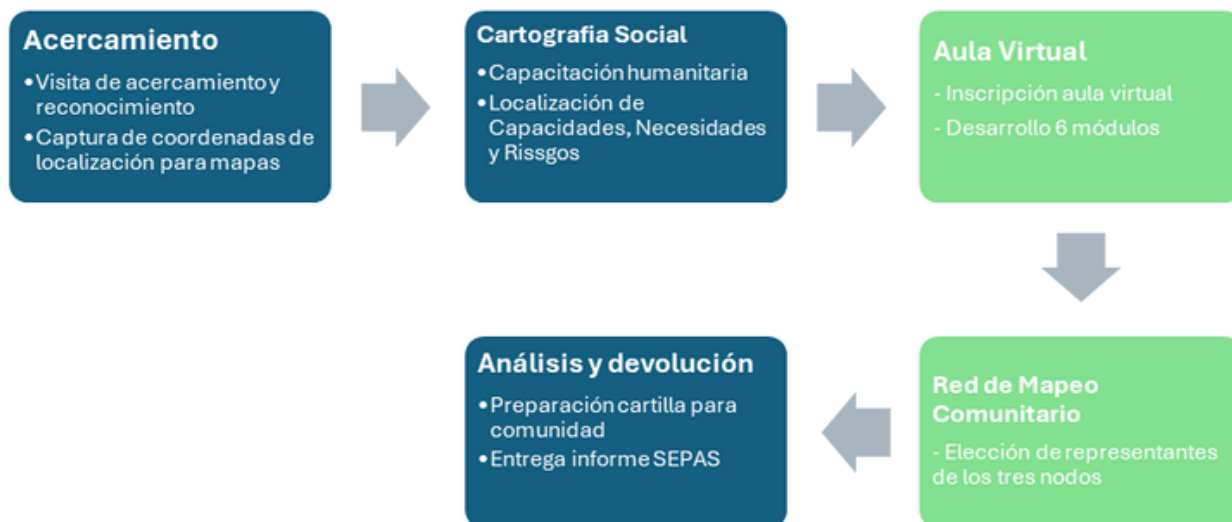 Acercamiento
•Visita de acercamiento y
reconocimiento
•Captura de coordenadas de
localización para mapas
Cartografia Social
•Capacitación humanitaria
•Localización de
Capacidades, Necesidades
y Rissgos
Aula Virtual
- Inscripción aula virtual
- Desarrollo 6 módulos
Red de Mapeo
Comunitario
- Elección de representantes
de los tres nodos
Análisis y devolución
•Preparación cartilla para
comunidad
•Entrega informe SEPAS